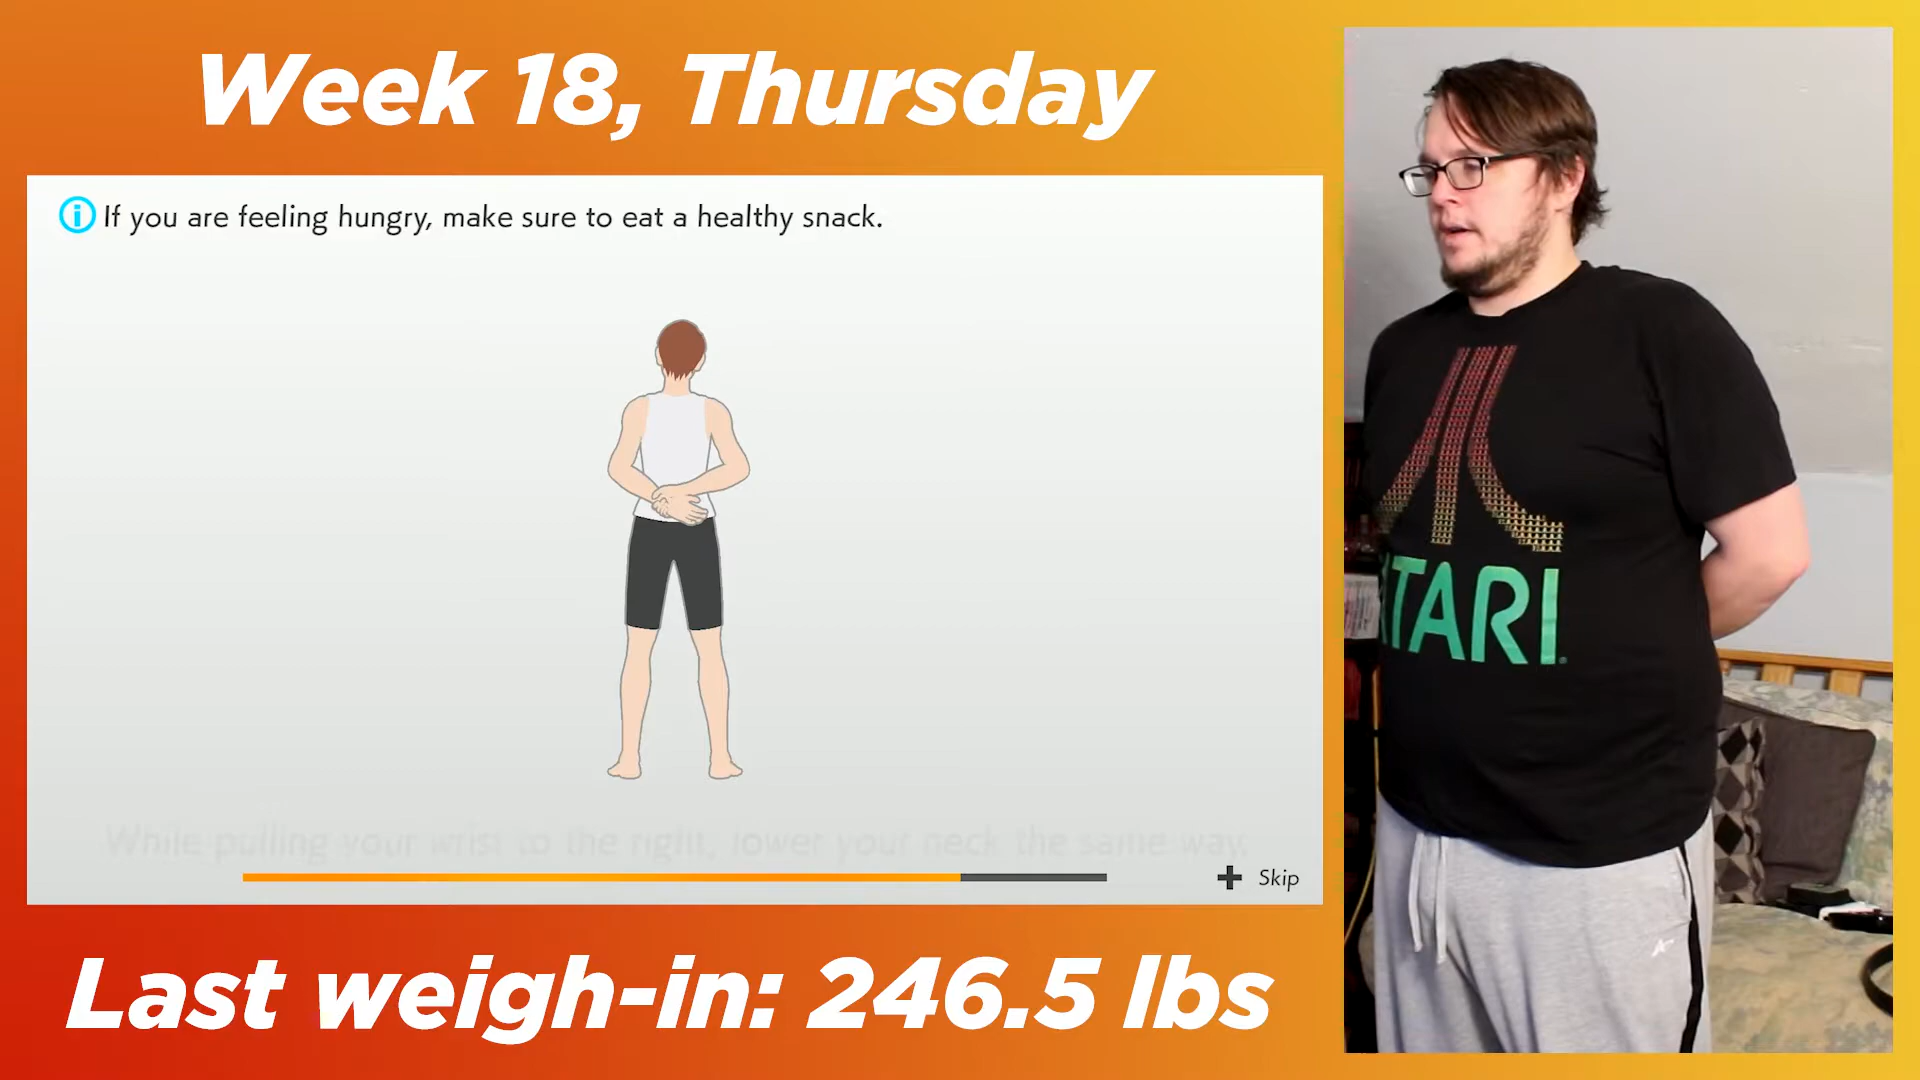 Week 18, Thursday
If you are feeling hungry, make sure to eat a healthy snack.
While pulling your wrist to the right, lower your neck the same way.
Skip
ATARI
Last weigh-in: 246.5 lbs